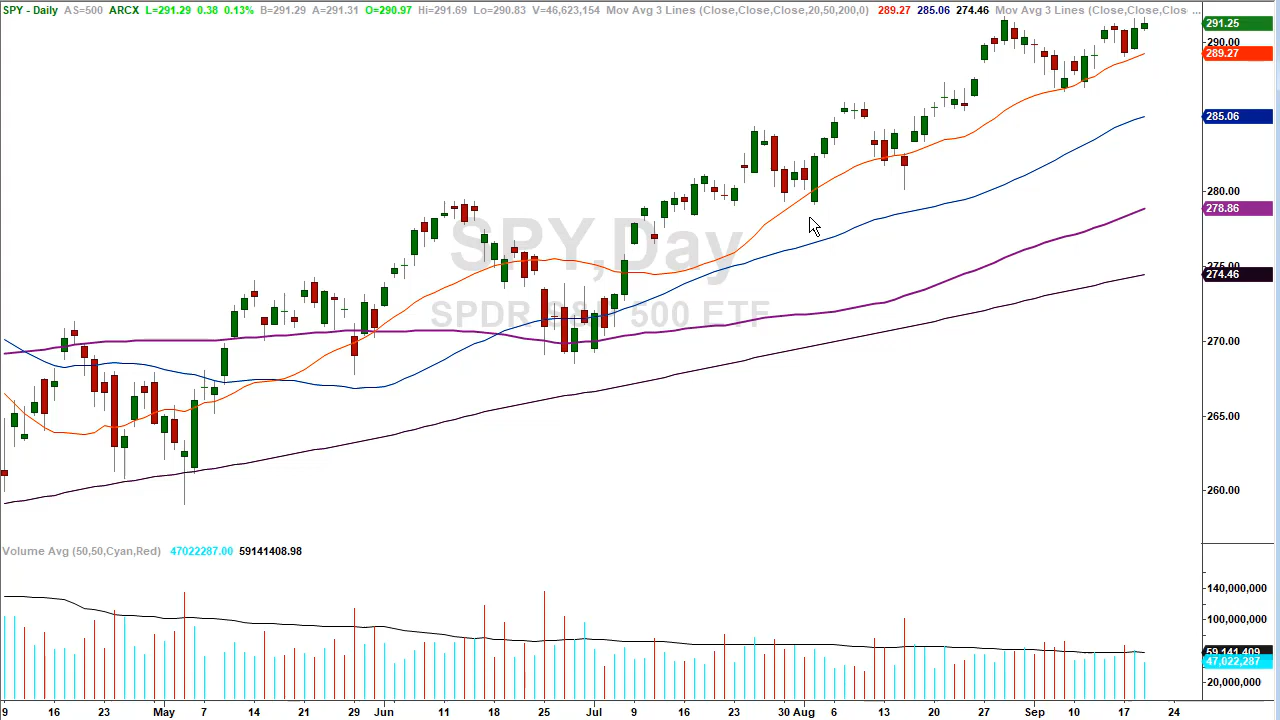 SPY - Daily ARCX L=291.29 0.38 0.13% B=291.29 A=291.31 O=290.97 Hi=291.69 Lo=290.83 V=46,623,154 Mov Avg 3 Lines (Close,Close,Close,20,50,200,0) 289.27 285.06 274.46 Mov Avg 3 Lines (Close,Close,Clos ...
AS=500
291.25
290.00
289.27
285.06
280.00
278.86
SPY,Day
275.00
274.46
SPDR S&P 500 ETF
270.00
265.00
260.00
Volume Avg (50,50,Cyan,Red) 47022287.00 59141408.98
140,000,000
100,000,000
59,141,409
47,022,287
20,000,000
9 16 23 May 7 14 21 29 Jun 11 18 25 Jul 9 16 23 30 Aug 6 13 20 27 Sep 10 17 24